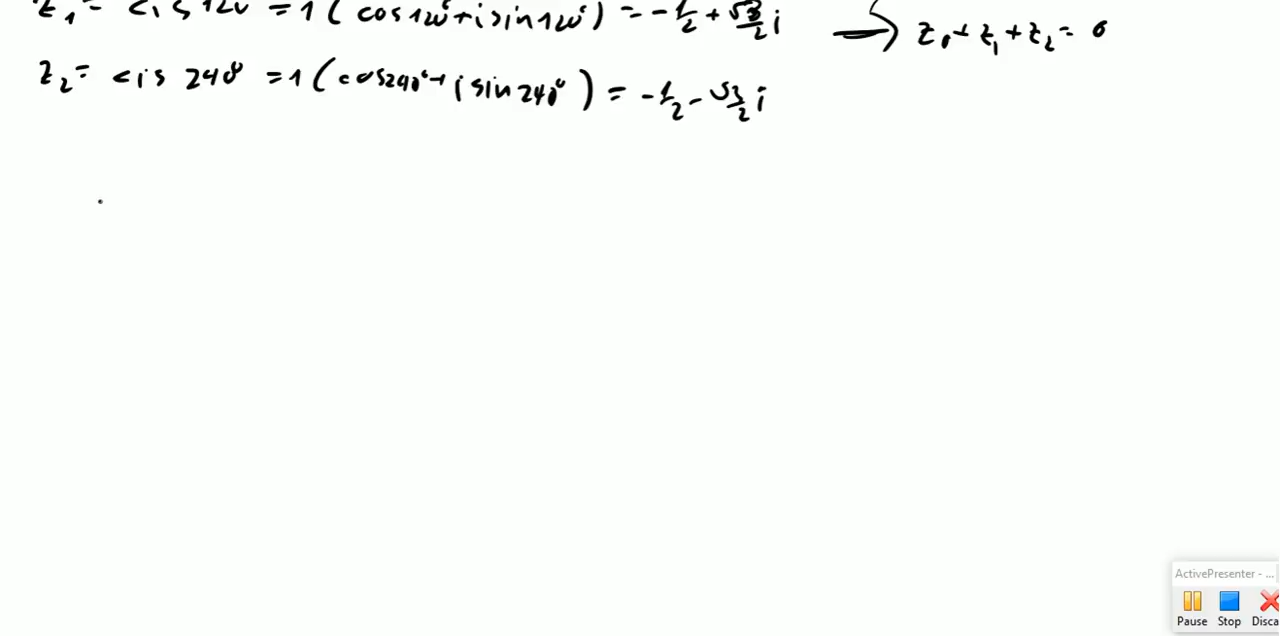 z₁ = cis 120 = 1 ( cos 120° + i sin 120° ) = - 1/2 + √3/2 i
→ z₀ + z₁ + z₂ = 0
z₂ = cis 240° = 1 ( cos 240° + i sin 240° ) = - 1/2 - √3/2 i
ActivePresenter - ...
Pause Stop Disca